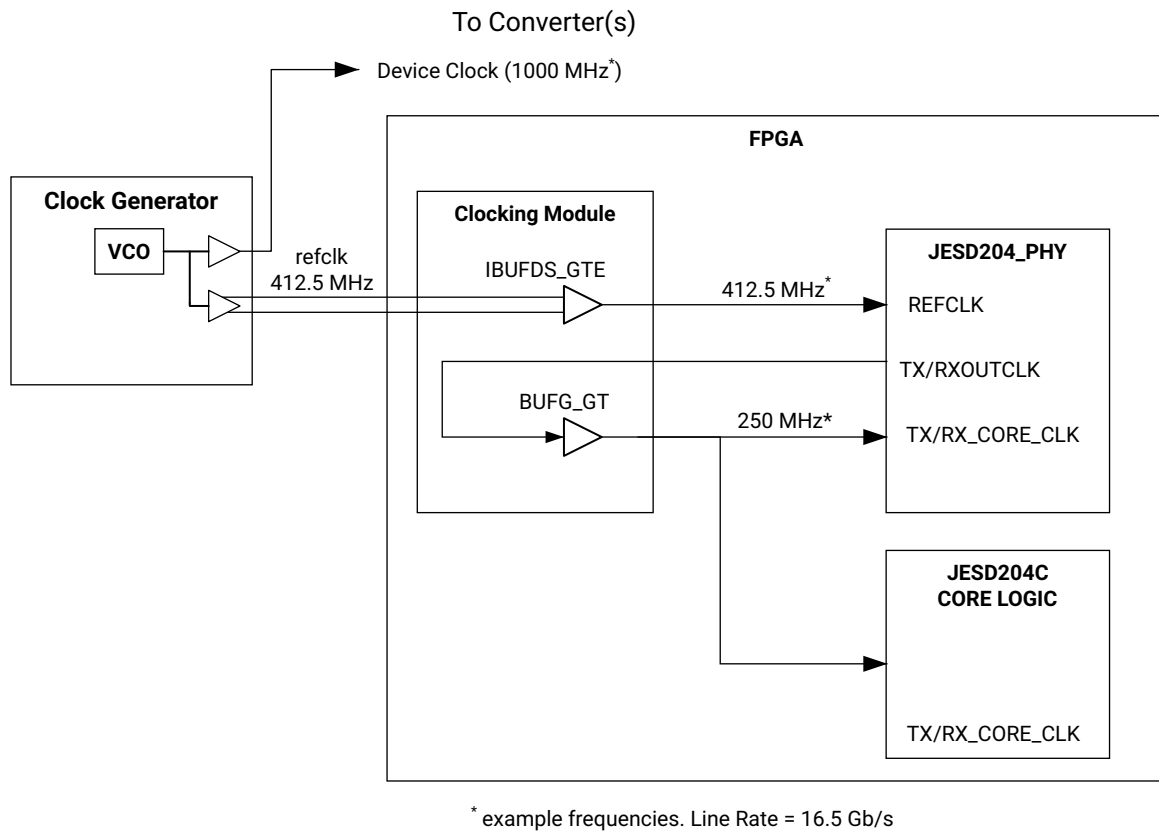 To Converter(s)
Device Clock (1000 MHz*)
FPGA
Clock Generator
VCO
refclk
412.5 MHz
Clocking Module
IBUFDS_GTE
412.5 MHz*
BUFG_GT
250 MHz*
JESD204_PHY
REFCLK
TX/RXOUTCLK
TX/RX_CORE_CLK
JESD204C
CORE LOGIC
TX/RX_CORE_CLK
* example frequencies. Line Rate = 16.5 Gb/s